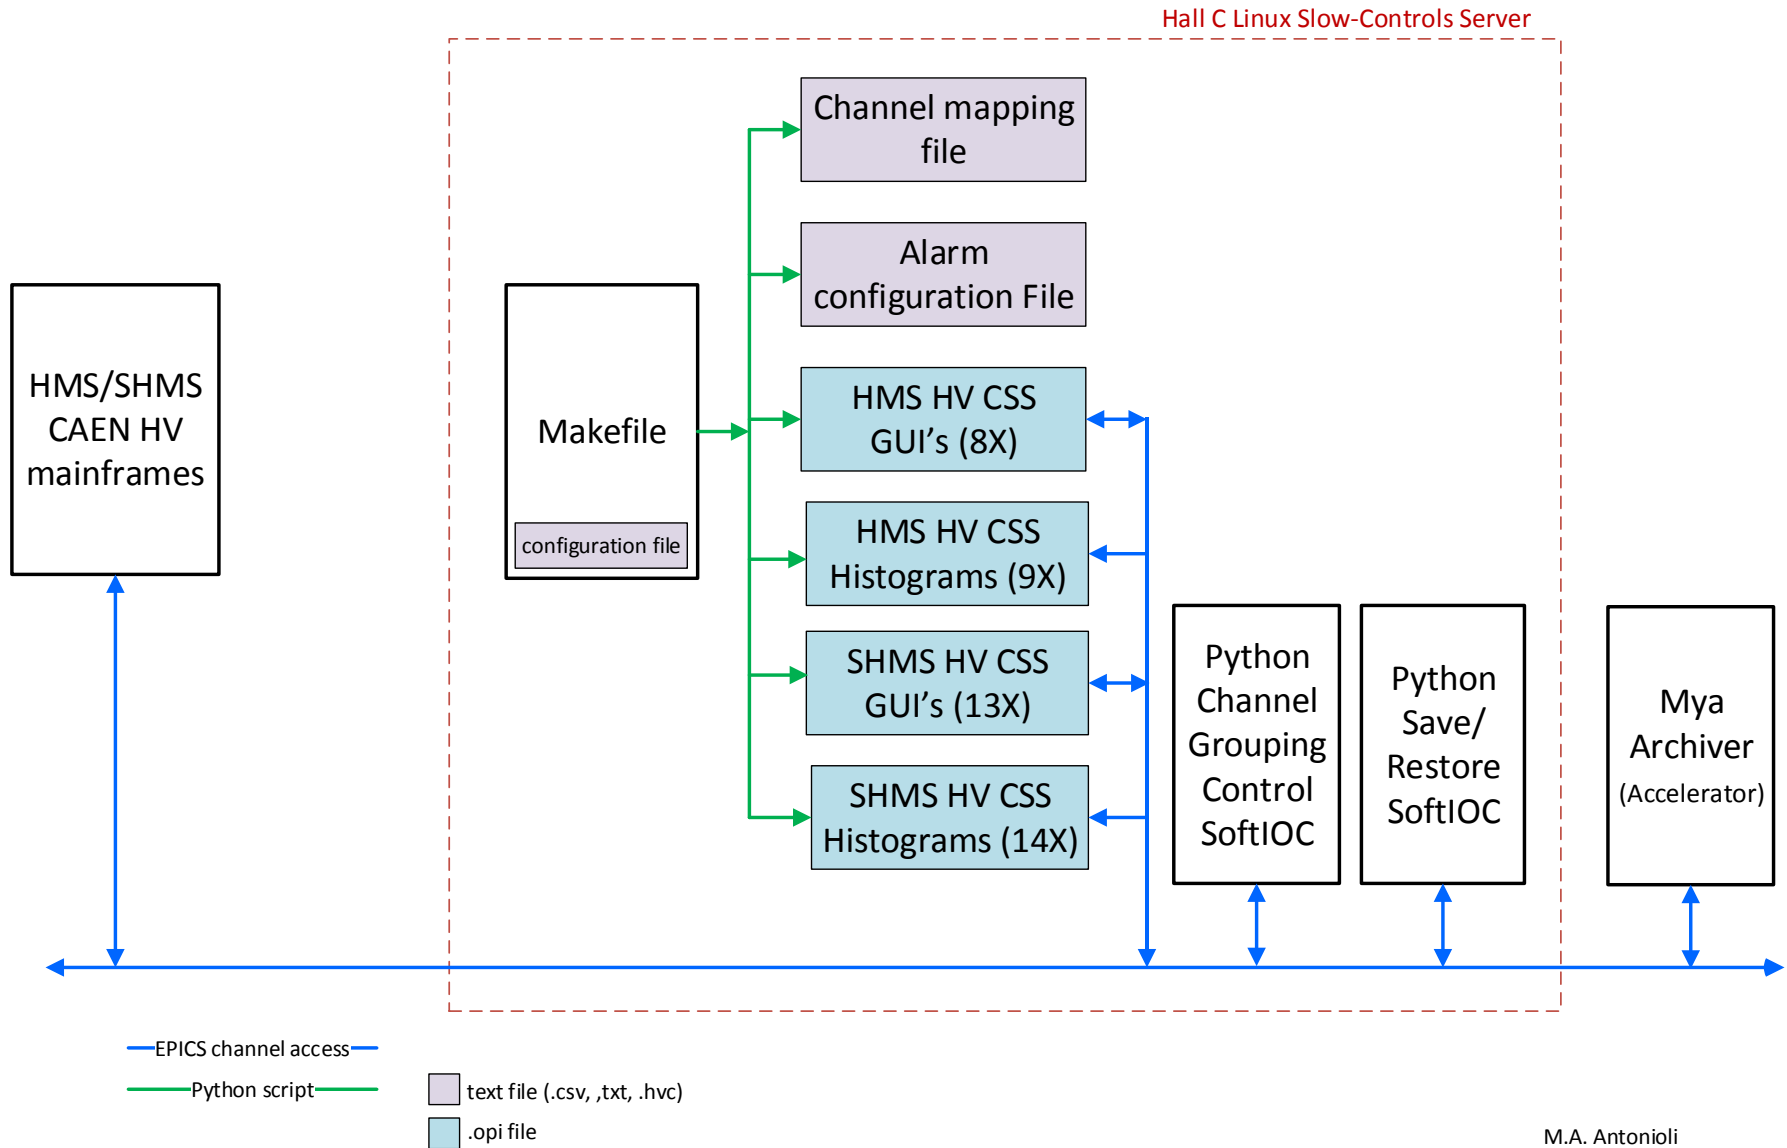 Hall C Linux Slow-Controls Server
Channel mapping
file
Alarm
configuration File
HMS/SHMS
CAEN HV
mainframes
Makefile
configuration file
HMS HV CSS
GUI’s (8X)
HMS HV CSS
Histograms (9X)
SHMS HV CSS
GUI’s (13X)
SHMS HV CSS
Histograms (14X)
Python
Channel
Grouping
Control
SoftIOC
Python
Save/
Restore
SoftIOC
Mya
Archiver
(Accelerator)
EPICS channel access
Python script
text file (.csv, ,txt, .hvc)
.opi file
M.A. Antonioli